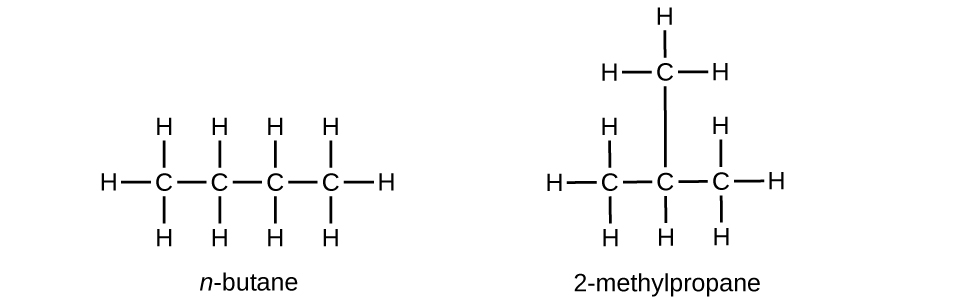 H
H C H
H H H H H H
H C C C C H H C C C H
H H H H H H H
n-butane 2-methylpropane